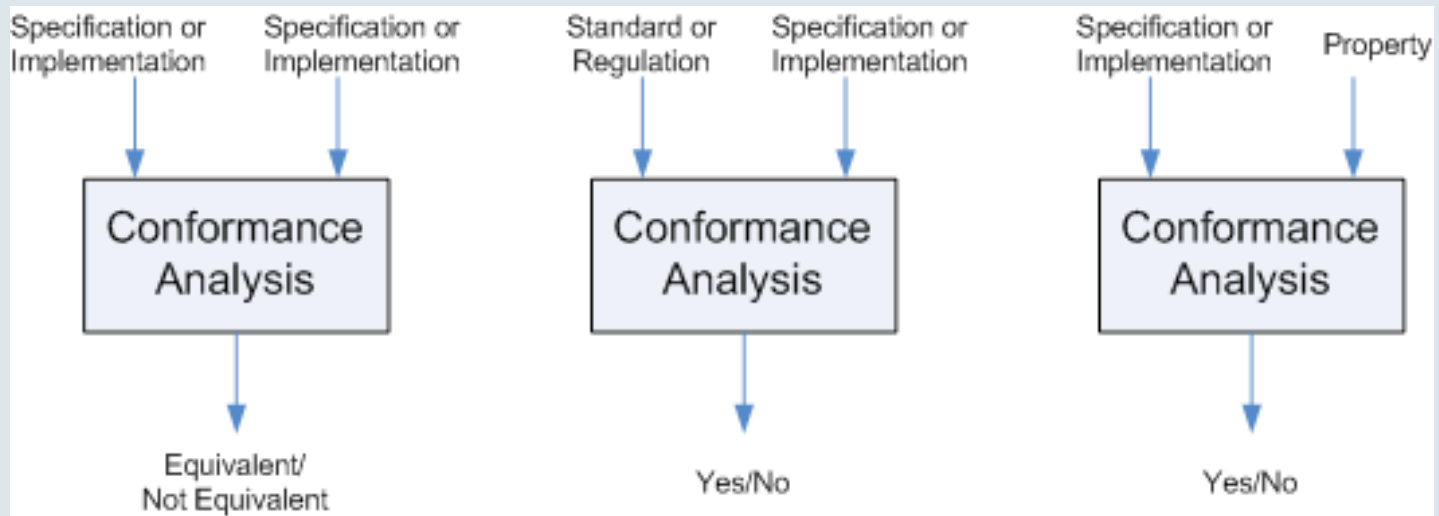 Specification or
Implementation
Specification or
Implementation
Standard or
Regulation
Specification or
Implementation
Specification or
Implementation
Property
Conformance
Analysis
Conformance
Analysis
Conformance
Analysis
Equivalent/
Not Equivalent
Yes/No
Yes/No